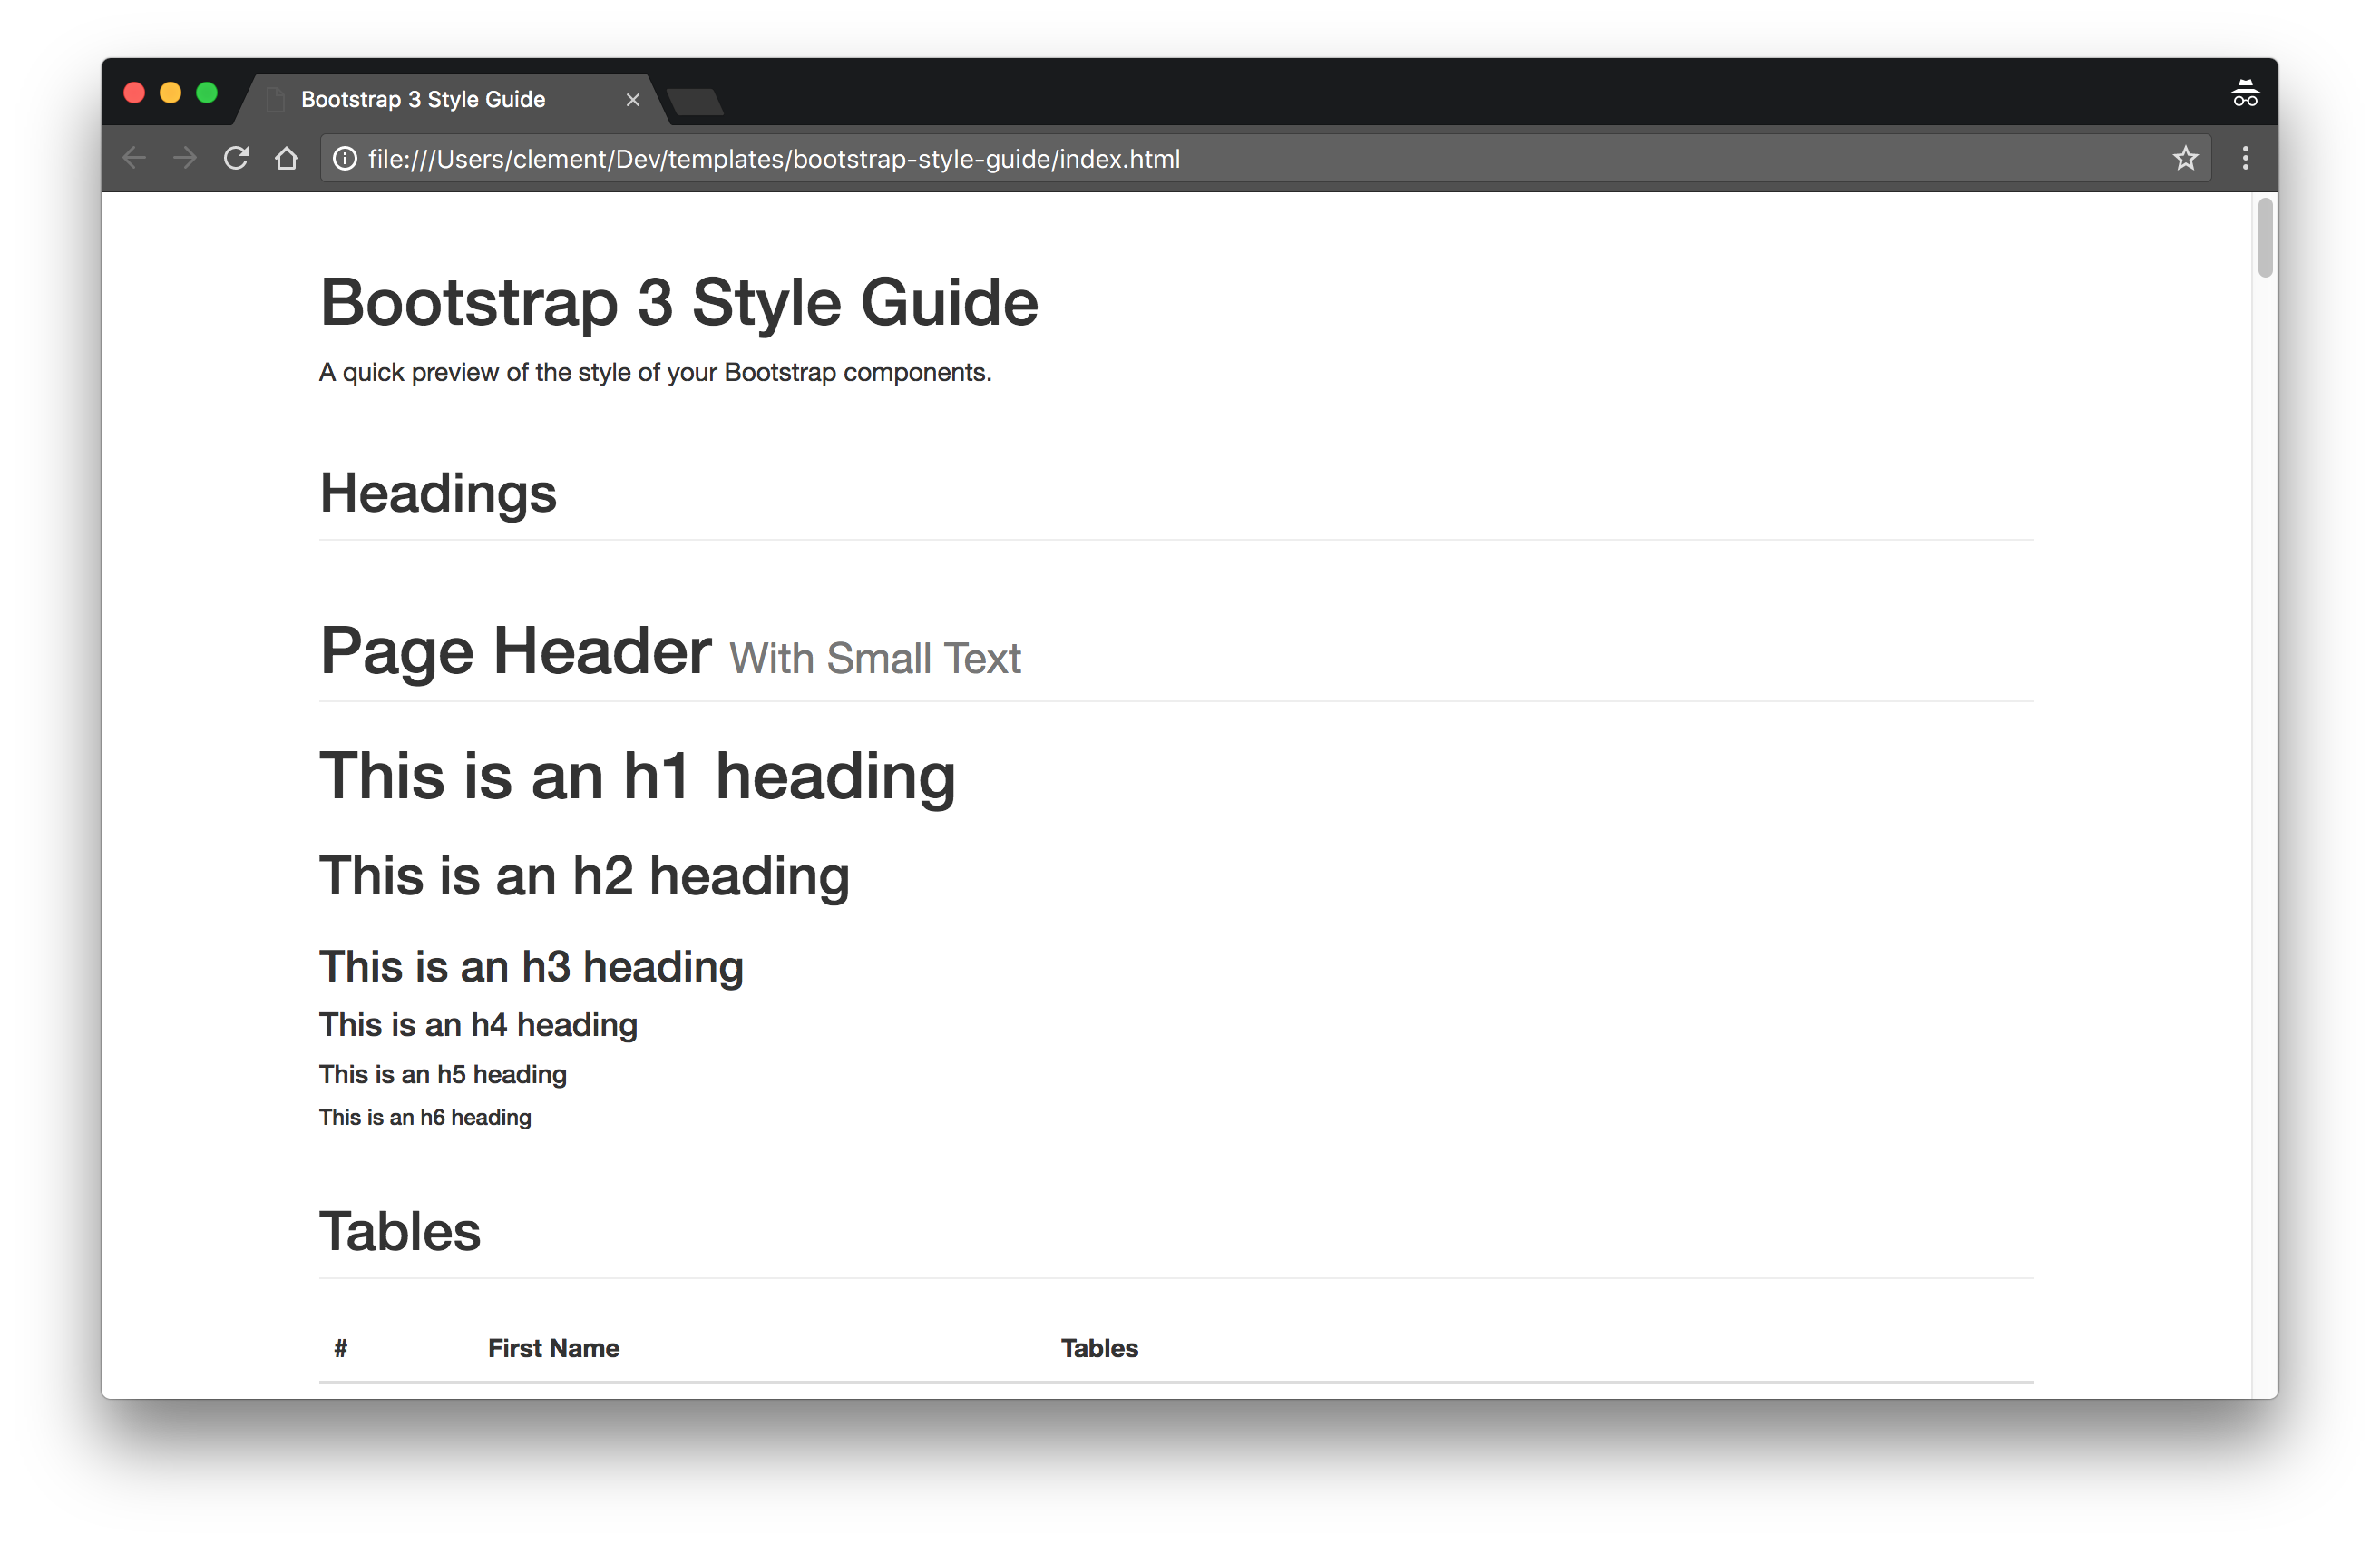 Bootstrap 3 Style Guide
file:///Users/clement/Dev/templates/bootstrap-style-guide/index.html
Bootstrap 3 Style Guide
A quick preview of the style of your Bootstrap components.
Headings
Page Header With Small Text
This is an h1 heading
This is an h2 heading
This is an h3 heading
This is an h4 heading
This is an h5 heading
This is an h6 heading
Tables
# First Name Tables